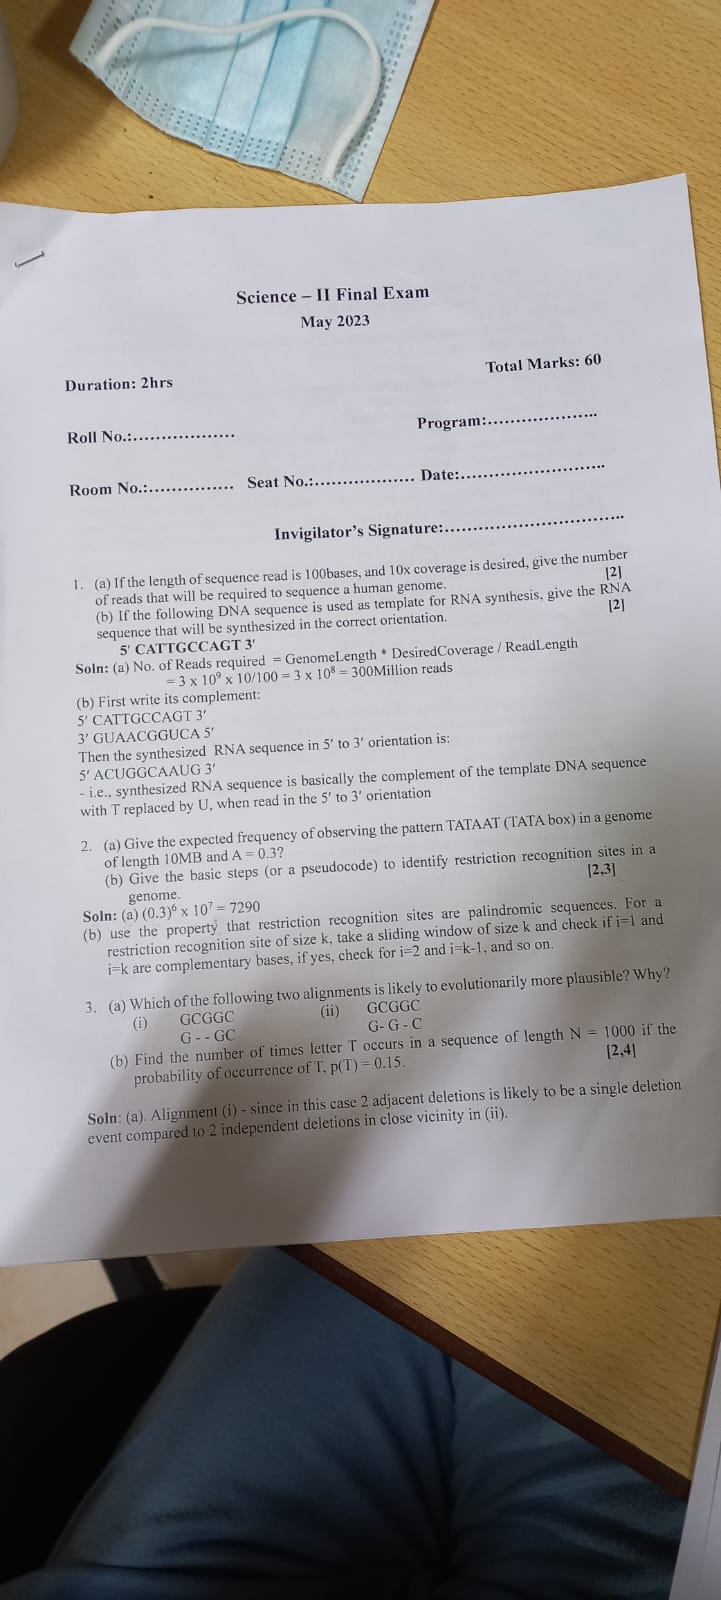 Science – II Final Exam
May 2023
Duration: 2hrs
Total Marks: 60
Roll No.:………………
Program:………………….
Room No.:…………… Seat No.:……………… Date:……………………..
Invigilator's Signature:……………………………..
1. (a) If the length of sequence read is 100bases, and 10x coverage is desired, give the number
of reads that will be required to sequence a human genome. [2]
(b) If the following DNA sequence is used as template for RNA synthesis, give the RNA
sequence that will be synthesized in the correct orientation. [2]
5′ CATTGCCAGT 3′
Soln: (a) No. of Reads required = GenomeLength * DesiredCoverage / ReadLength
= 3 x 10⁹ x 10/100 = 3 x 10⁸ = 300Million reads
(b) First write its complement:
5′ CATTGCCAGT 3′
3′ GUAACGGUCA 5′
Then the synthesized RNA sequence in 5′ to 3′ orientation is:
5′ ACUGGCAAUG 3′
- i.e., synthesized RNA sequence is basically the complement of the template DNA sequence
with T replaced by U, when read in the 5′ to 3′ orientation
2. (a) Give the expected frequency of observing the pattern TATAAT (TATA box) in a genome
of length 10MB and A = 0.3?
(b) Give the basic steps (or a pseudocode) to identify restriction recognition sites in a
genome. [2,3]
Soln: (a) (0.3)⁶ x 10⁷ = 7290
(b) use the property that restriction recognition sites are palindromic sequences. For a
restriction recognition site of size k, take a sliding window of size k and check if i=1 and
i=k are complementary bases, if yes, check for i=2 and i=k-1, and so on.
3. (a) Which of the following two alignments is likely to evolutionarily more plausible? Why?
(i) GCGGC (ii) GCGGC
G - - GC G- G - C
(b) Find the number of times letter T occurs in a sequence of length N = 1000 if the
probability of occurrence of T, p(T) = 0.15. [2,4]
Soln: (a). Alignment (i) - since in this case 2 adjacent deletions is likely to be a single deletion
event compared to 2 independent deletions in close vicinity in (ii).